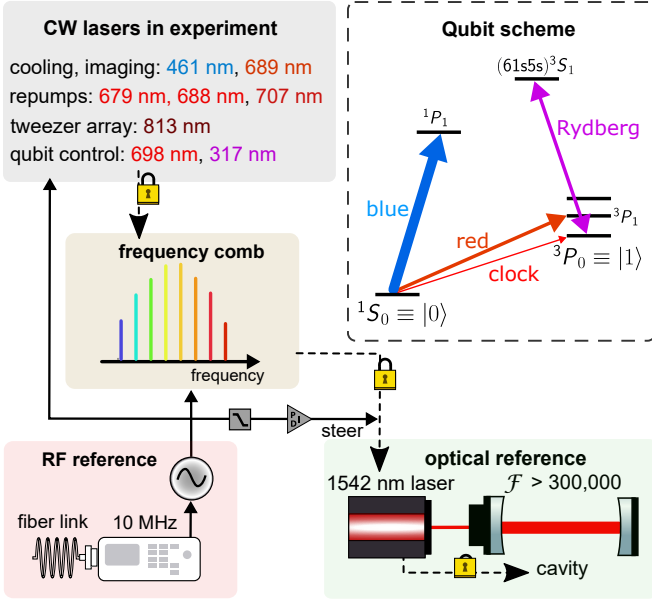 CW lasers in experiment
cooling, imaging: 461 nm, 689 nm
repumps: 679 nm, 688 nm, 707 nm
tweezer array: 813 nm
qubit control: 698 nm, 317 nm
frequency comb
frequency
P I D
steer
RF reference
fiber link
10 MHz
Qubit scheme
(61s5s)³S₁
¹P₁
Rydberg
blue
³P₁
red
clock
³P₀ ≡ |1⟩
¹S₀ ≡ |0⟩
optical reference
1542 nm laser
ℱ > 300,000
cavity